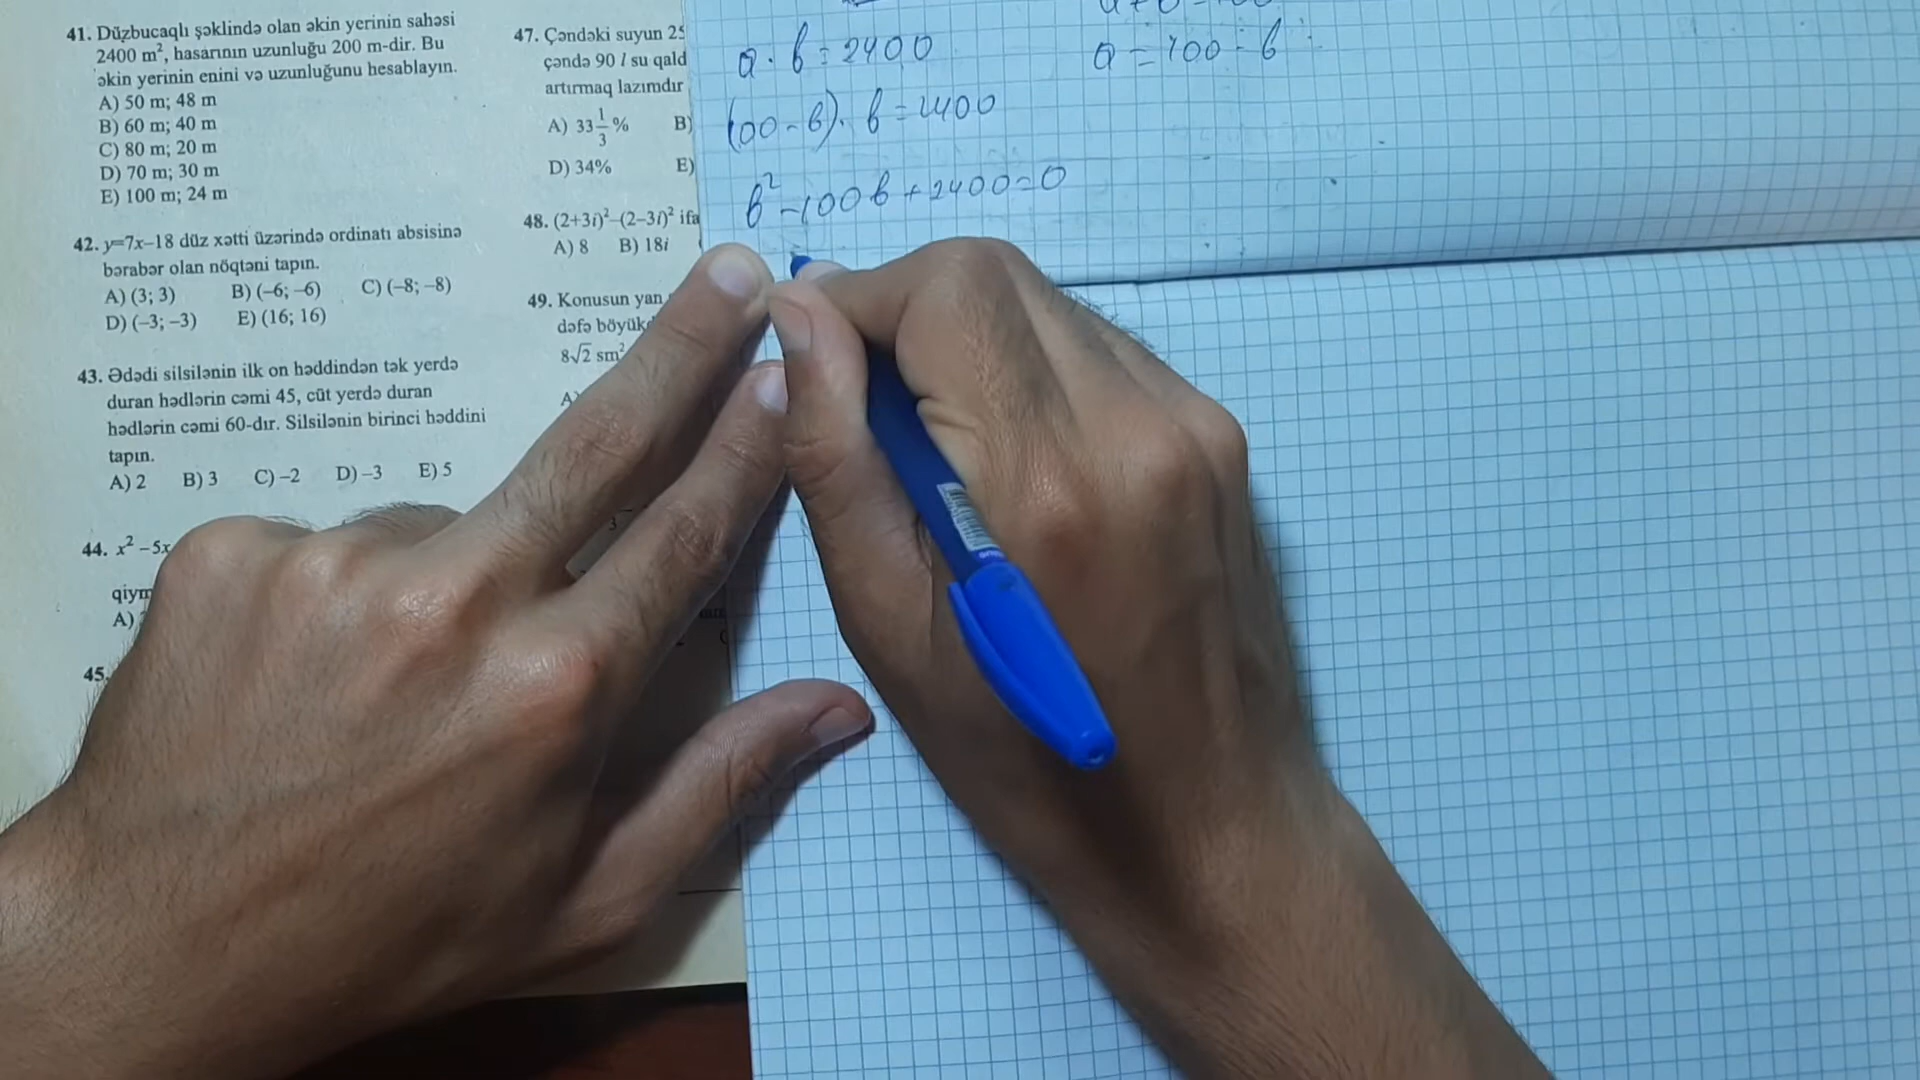 41. Düzbucaqlı şəklində olan əkin yerinin sahəsi
2400 m², hasarının uzunluğu 200 m-dir. Bu
əkin yerinin enini və uzunluğunu hesablayın.
A) 50 m; 48 m
B) 60 m; 40 m
C) 80 m; 20 m
D) 70 m; 30 m
E) 100 m; 24 m
42. y=7x–18 düz xətti üzərində ordinatı absisinə
bərabər olan nöqtəni tapın.
A) (3; 3) B) (–6; –6) C) (–8; –8)
D) (–3; –3) E) (16; 16)
43. Ədədi silsilənin ilk on həddindən tək yerdə
duran hədlərin cəmi 45, cüt yerdə duran
hədlərin cəmi 60-dır. Silsilənin birinci həddini
tapın.
A) 2 B) 3 C) –2 D) –3 E) 5
44. x² –5x
qiym
A)
45.
47. Çəndəki suyun 25
çəndə 90 l su qald
artırmaq lazımdır
A) 33 1/3 % B)
D) 34% E)
48. (2+3i)²–(2–3i)² ifa
A) 8 B) 18i
49. Konusun yan
dəfə böyük
8√2 sm²
A)
3
a · b = 2400
a = 100 - b
(100 - b) · b = 2400
b² - 100b + 2400 = 0